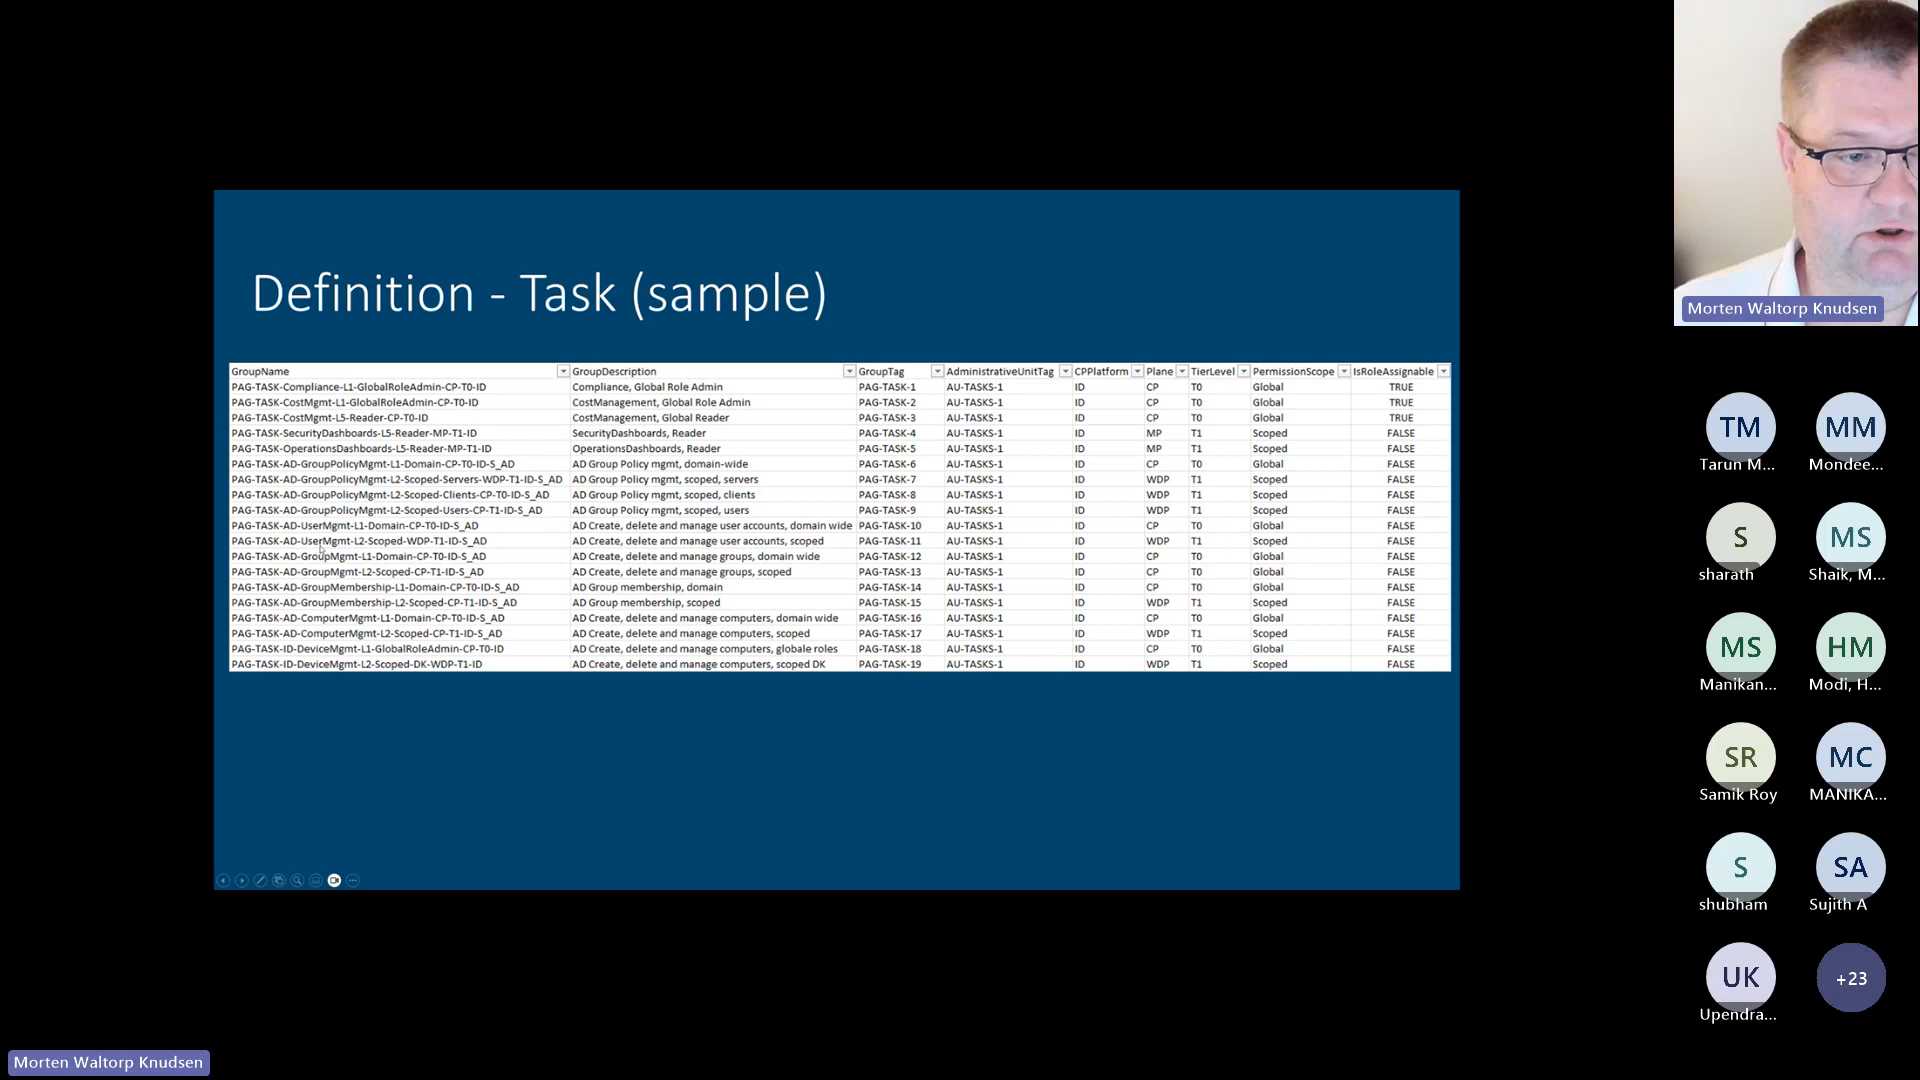 Definition - Task (sample)
GroupName GroupDescription GroupTag AdministrativeUnitTag CPPlatform Plane TierLevel PermissionScope IsRoleAssignable
PAG-TASK-Compliance-L1-GlobalRoleAdmin-CP-T0-ID Compliance, Global Role Admin PAG-TASK-1 AU-TASKS-1 ID CP T0 Global TRUE
PAG-TASK-CostMgmt-L1-GlobalRoleAdmin-CP-T0-ID CostManagement, Global Role Admin PAG-TASK-2 AU-TASKS-1 ID CP T0 Global TRUE
PAG-TASK-CostMgmt-L5-Reader-CP-T0-ID CostManagement, Global Reader PAG-TASK-3 AU-TASKS-1 ID CP T0 Global TRUE
PAG-TASK-SecurityDashboards-L5-Reader-MP-T1-ID SecurityDashboards, Reader PAG-TASK-4 AU-TASKS-1 ID MP T1 Scoped FALSE
PAG-TASK-OperationsDashboards-L5-Reader-MP-T1-ID OperationsDashboards, Reader PAG-TASK-5 AU-TASKS-1 ID MP T1 Scoped FALSE
PAG-TASK-AD-GroupPolicyMgmt-L1-Domain-CP-T0-ID-S_AD AD Group Policy mgmt, domain-wide PAG-TASK-6 AU-TASKS-1 ID CP T0 Global FALSE
PAG-TASK-AD-GroupPolicyMgmt-L2-Scoped-Servers-WDP-T1-ID-S_AD AD Group Policy mgmt, scoped, servers PAG-TASK-7 AU-TASKS-1 ID WDP T1 Scoped FALSE
PAG-TASK-AD-GroupPolicyMgmt-L2-Scoped-Clients-CP-T0-ID-S_AD AD Group Policy mgmt, scoped, clients PAG-TASK-8 AU-TASKS-1 ID WDP T1 Scoped FALSE
PAG-TASK-AD-GroupPolicyMgmt-L2-Scoped-Users-CP-T1-ID-S_AD AD Group Policy mgmt, scoped, users PAG-TASK-9 AU-TASKS-1 ID WDP T1 Scoped FALSE
PAG-TASK-AD-UserMgmt-L1-Domain-CP-T0-ID-S_AD AD Create, delete and manage user accounts, domain wide PAG-TASK-10 AU-TASKS-1 ID CP T0 Global FALSE
PAG-TASK-AD-UserMgmt-L2-Scoped-WDP-T1-ID-S_AD AD Create, delete and manage user accounts, scoped PAG-TASK-11 AU-TASKS-1 ID WDP T1 Scoped FALSE
PAG-TASK-AD-GroupMgmt-L1-Domain-CP-T0-ID-S_AD AD Create, delete and manage groups, domain wide PAG-TASK-12 AU-TASKS-1 ID CP T0 Global FALSE
PAG-TASK-AD-GroupMgmt-L2-Scoped-CP-T1-ID-S_AD AD Create, delete and manage groups, scoped PAG-TASK-13 AU-TASKS-1 ID CP T0 Global FALSE
PAG-TASK-AD-GroupMembership-L1-Domain-CP-T0-ID-S_AD AD Group membership, domain PAG-TASK-14 AU-TASKS-1 ID CP T0 Global FALSE
PAG-TASK-AD-GroupMembership-L2-Scoped-CP-T1-ID-S_AD AD Group membership, scoped PAG-TASK-15 AU-TASKS-1 ID WDP T1 Scoped FALSE
PAG-TASK-AD-ComputerMgmt-L1-Domain-CP-T0-ID-S_AD AD Create, delete and manage computers, domain wide PAG-TASK-16 AU-TASKS-1 ID CP T0 Global FALSE
PAG-TASK-AD-ComputerMgmt-L2-Scoped-CP-T1-ID-S_AD AD Create, delete and manage computers, scoped PAG-TASK-17 AU-TASKS-1 ID WDP T1 Scoped FALSE
PAG-TASK-ID-DeviceMgmt-L1-GlobalRoleAdmin-CP-T0-ID AD Create, delete and manage computers, globale roles PAG-TASK-18 AU-TASKS-1 ID CP T0 Global FALSE
PAG-TASK-ID-DeviceMgmt-L2-Scoped-DK-WDP-T1-ID AD Create, delete and manage computers, scoped DK PAG-TASK-19 AU-TASKS-1 ID WDP T1 Scoped FALSE
Morten Waltorp Knudsen
TM MM
Tarun M... Mondee...
S MS
sharath Shaik, M...
MS HM
Manikan... Modi, H...
SR MC
Samik Roy MANIKA...
S SA
shubham Sujith A
UK +23
Upendra...
Morten Waltorp Knudsen